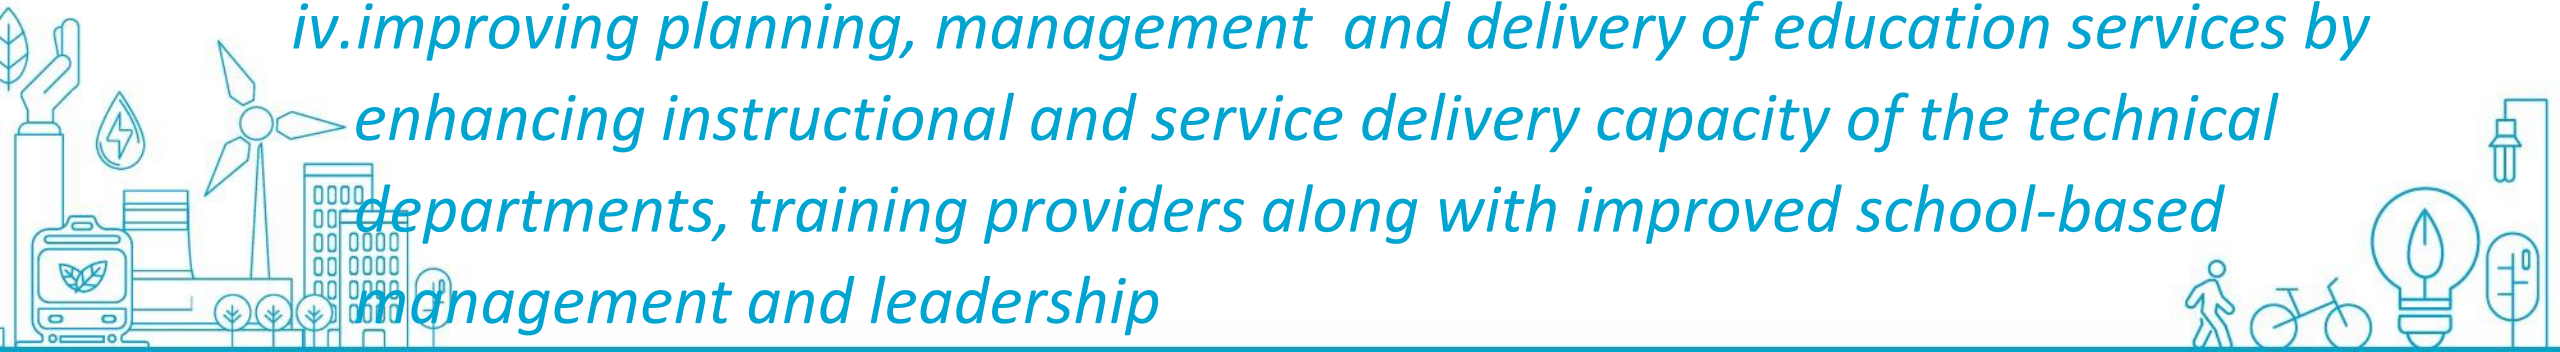 iv.improving planning, management  and delivery of education services by
enhancing instructional and service delivery capacity of the technical
departments, training providers along with improved school-based
management and leadership